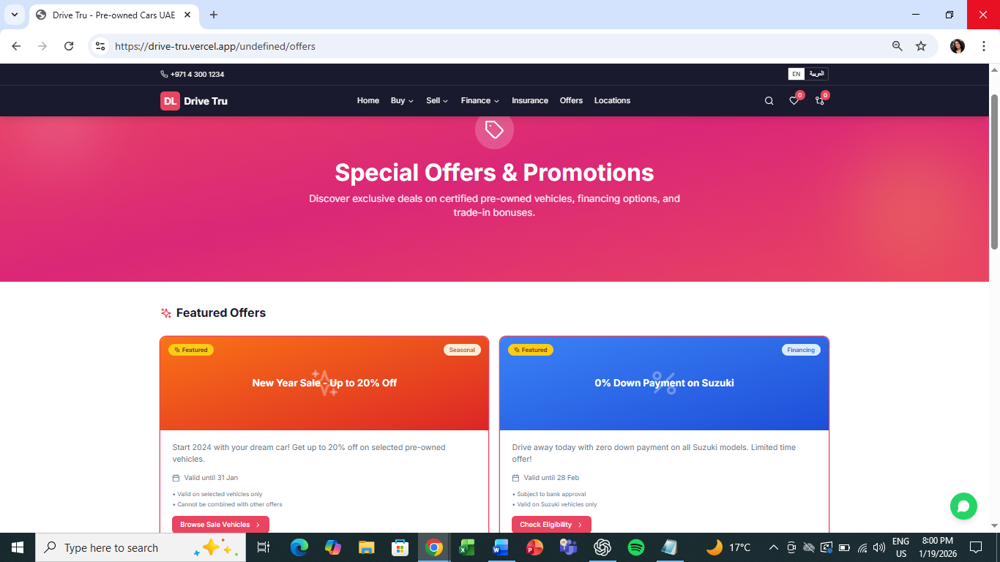 Drive Tru - Pre-owned Cars UAE
https://drive-tru.vercel.app/undefined/offers
+971 4 300 1234
EN العربية
DL Drive Tru Home Buy Sell Finance Insurance Offers Locations 0 0
Special Offers & Promotions
Discover exclusive deals on certified pre-owned vehicles, financing options, and
trade-in bonuses.
Featured Offers
Featured Seasonal
New Year Sale - Up to 20% Off
Start 2024 with your dream car! Get up to 20% off on selected pre-owned
vehicles.
Valid until 31 Jan
• Valid on selected vehicles only
• Cannot be combined with other offers
Browse Sale Vehicles
Featured Financing
0% Down Payment on Suzuki
Drive away today with zero down payment on all Suzuki models. Limited time
offer!
Valid until 28 Feb
• Subject to bank approval
• Valid on Suzuki vehicles only
Check Eligibility
Type here to search
17°C
ENG
US
8:00 PM
1/19/2026